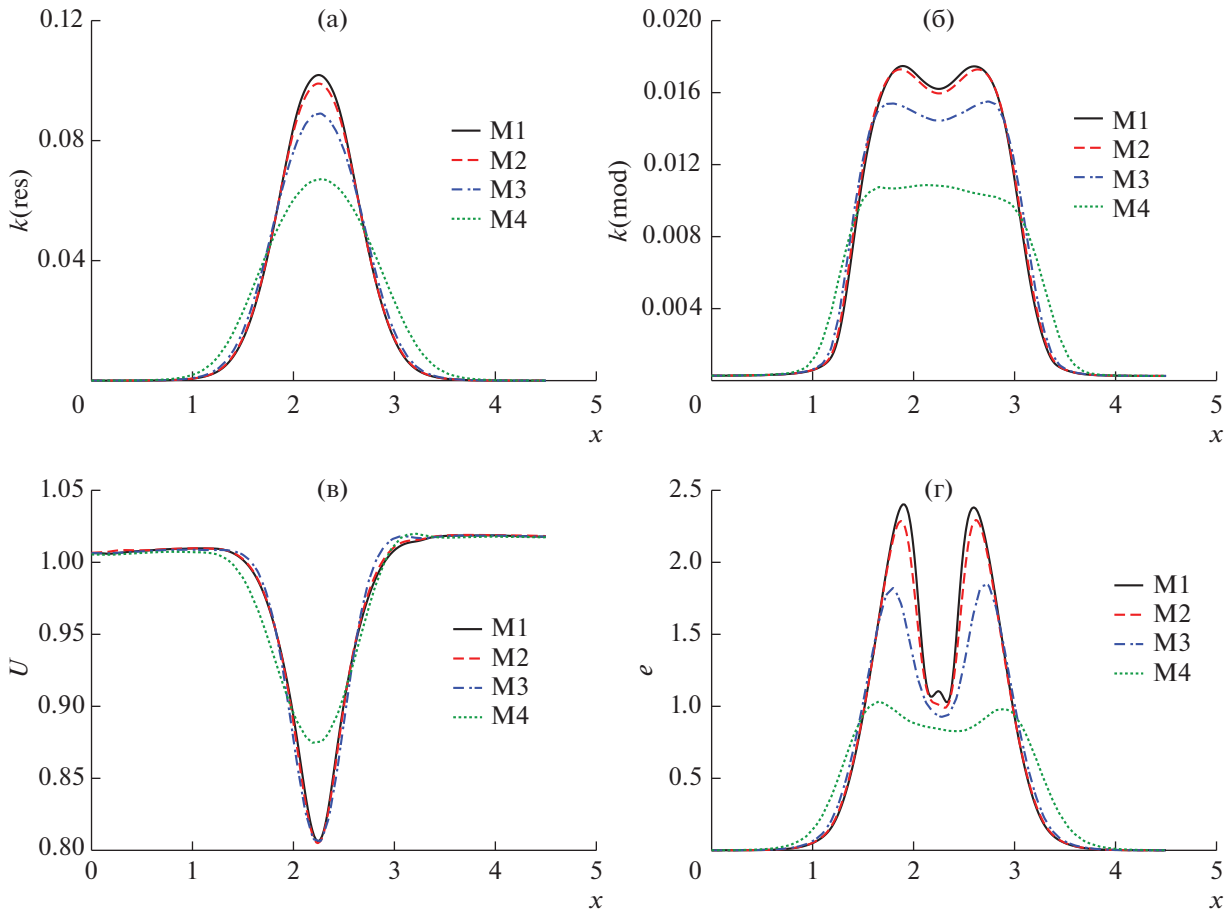 (а)
0.12
0.08
0.04
0
1
2
3
4
5
k(res)
x
M1
M2
M3
M4
(б)
0.020
0.016
0.012
0.008
0.004
0
1
2
3
4
5
k(mod)
x
M1
M2
M3
M4
(в)
1.05
1.00
0.95
0.90
0.85
0.80
0
1
2
3
4
5
U
x
M1
M2
M3
M4
(г)
2.5
2.0
1.5
1.0
0.5
0
1
2
3
4
5
e
x
M1
M2
M3
M4